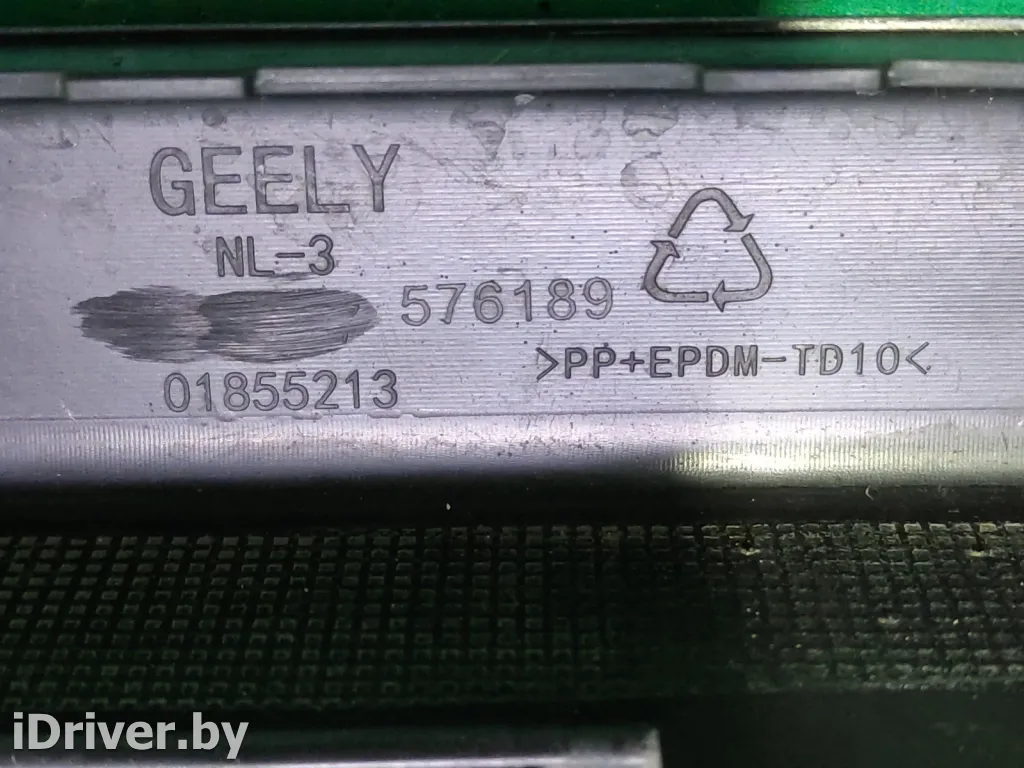 GEELY
NL-3
576189
>PP+EPDM-TD10<
01855213
iDriver.by